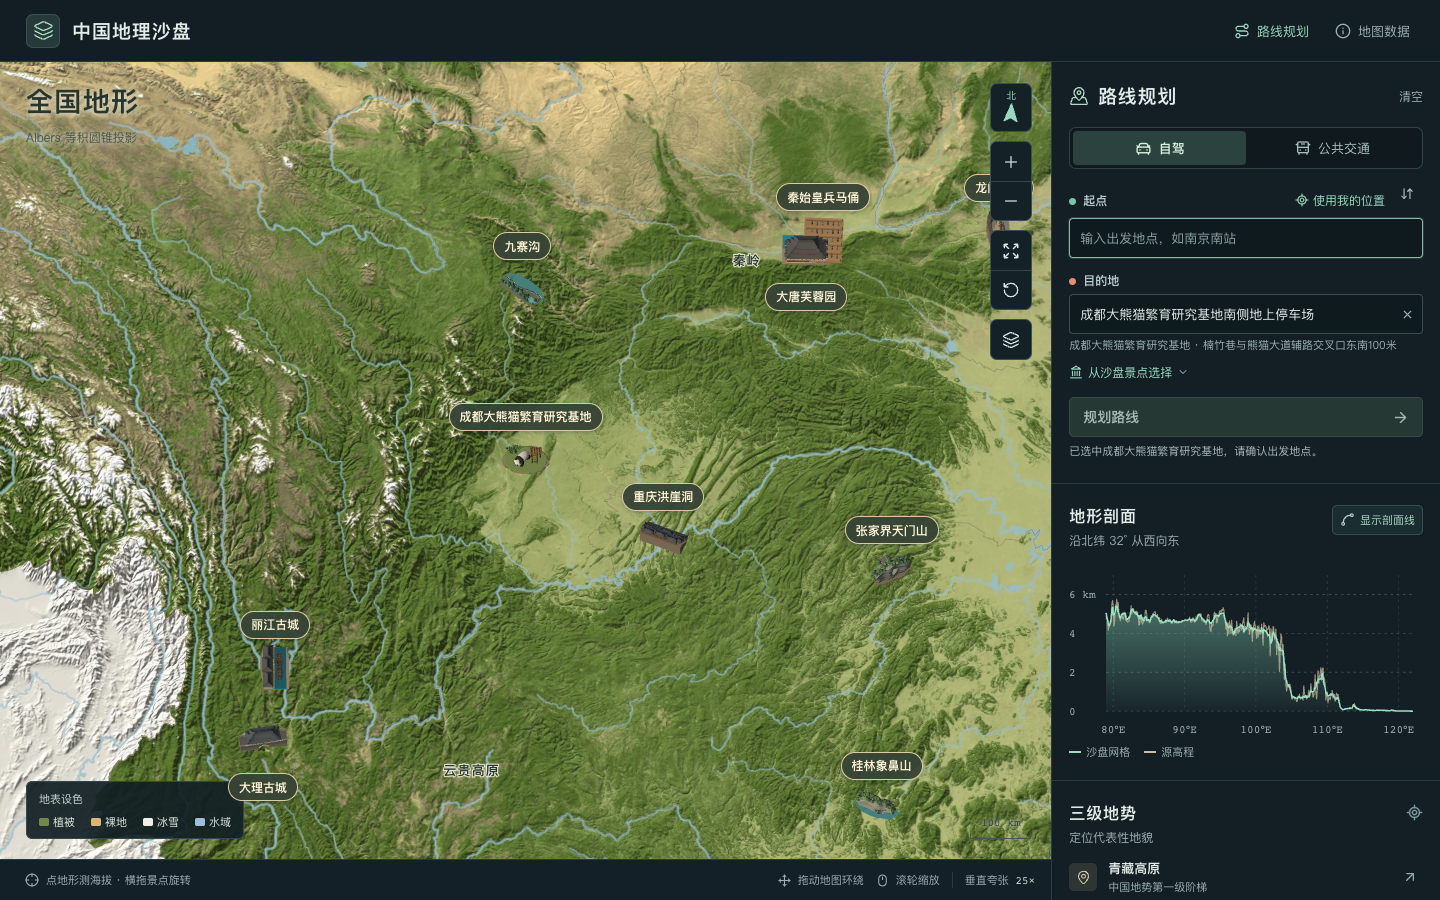 中国地理沙盘
路线规划
地图数据
全国地形
Albers 等积圆锥投影
北
秦始皇兵马俑
九寨沟
秦岭
大唐芙蓉园
成都大熊猫繁育研究基地
重庆洪崖洞
张家界天门山
丽江古城
云贵高原
桂林象鼻山
大理古城
地表设色
植被
裸地
冰雪
水域
点地形测海拔 · 横拖景点旋转
拖动地图环绕
滚轮缩放
垂直夸张 25×
路线规划
清空
自驾
公共交通
起点
使用我的位置
输入出发地点，如南京南站
目的地
成都大熊猫繁育研究基地南侧地上停车场
成都大熊猫繁育研究基地 · 楠竹巷与熊猫大道辅路交叉口东南100米
从沙盘景点选择
规划路线
已选中成都大熊猫繁育研究基地，请确认出发地点。
地形剖面
显示剖面线
沿北纬 32° 从西向东
6 km
4
2
0
80°E 90°E 100°E 110°E 120°E
沙盘网格
源高程
三级地势
定位代表性地貌
青藏高原
中国地势第一级阶梯